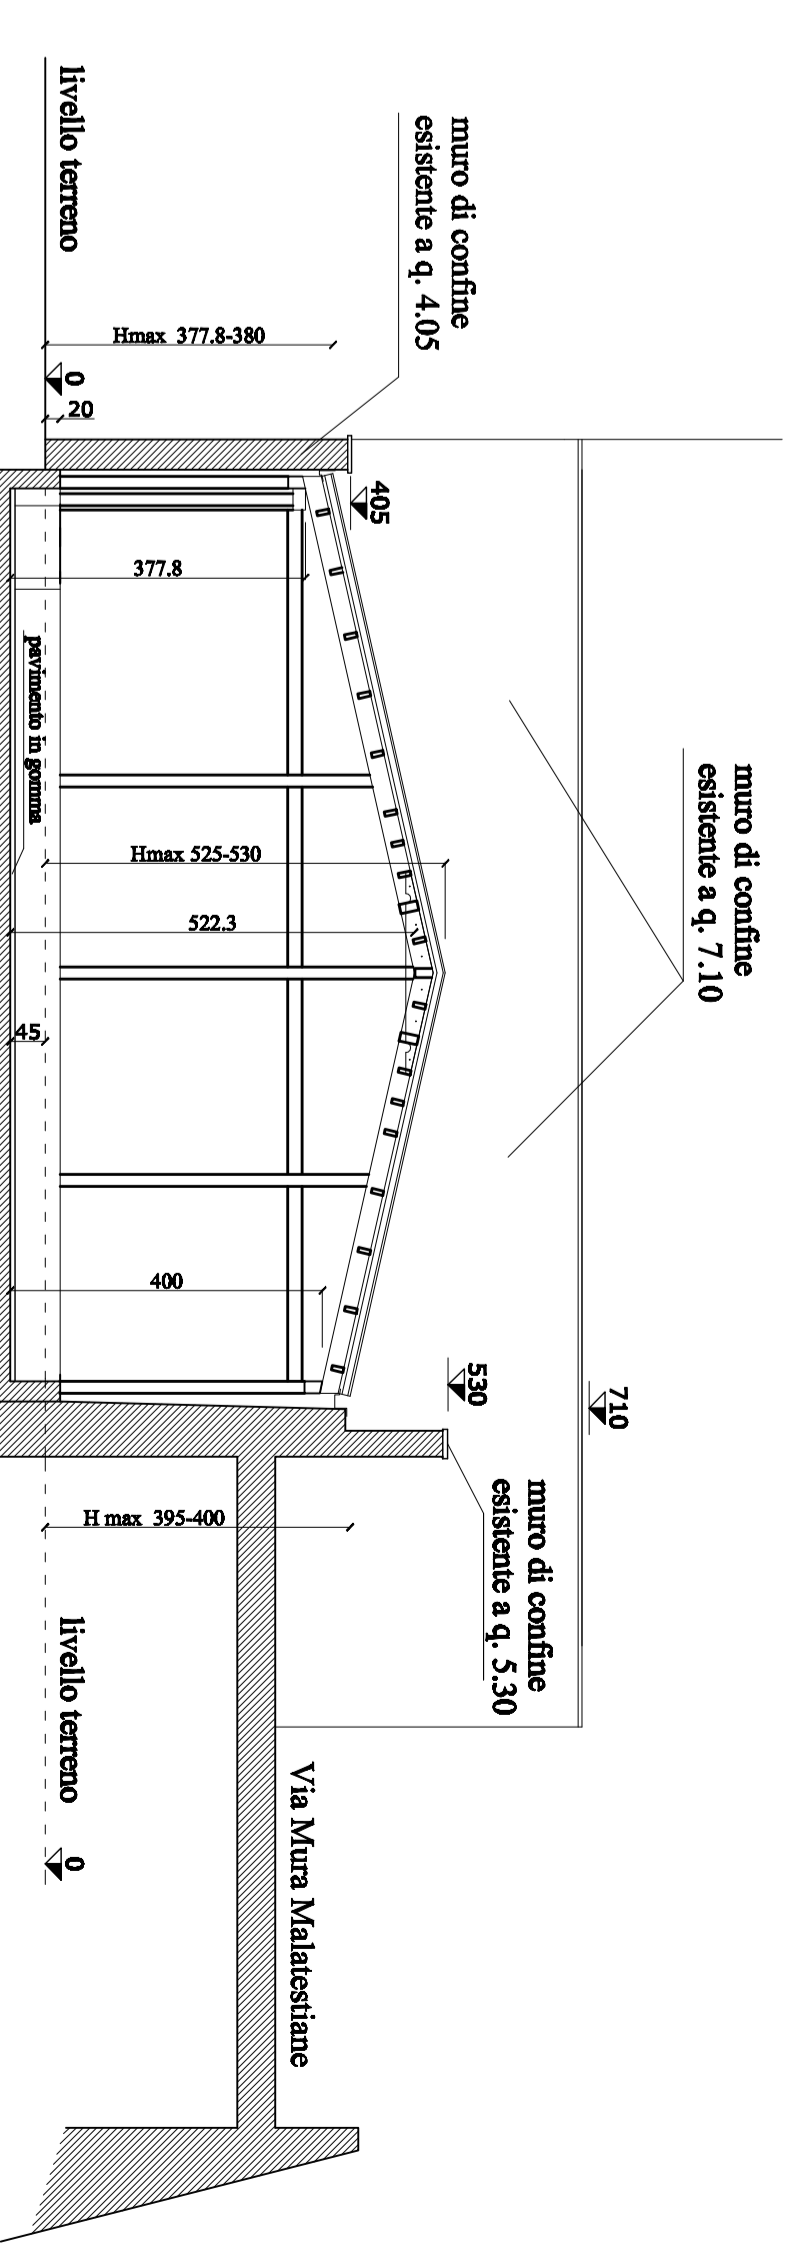 muro di confine
esistente a q. 7.10
muro di confine
esistente a q. 4.05
muro di confine
esistente a q. 5.30
710
530
405
Hmax 377.8-380
Hmax 525-530
H max 395-400
377.8
522.3
400
45
20
0
0
livello terreno
livello terreno
pavimento in gomma
Via Mura Malatestiane